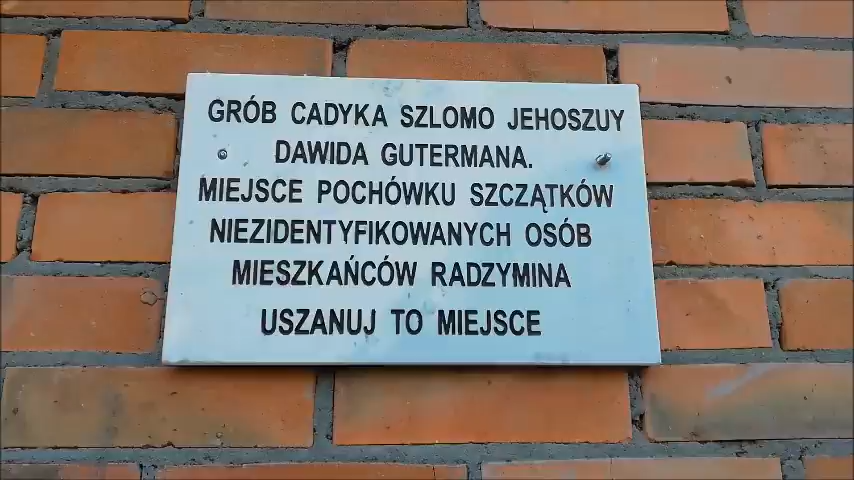 GRÓB CADYKA SZLOMO JEHOSZUY
DAWIDA GUTERMANA.
MIEJSCE POCHÓWKU SZCZĄTKÓW
NIEZIDENTYFIKOWANYCH OSÓB
MIESZKAŃCÓW RADZYMINA
USZANUJ TO MIEJSCE